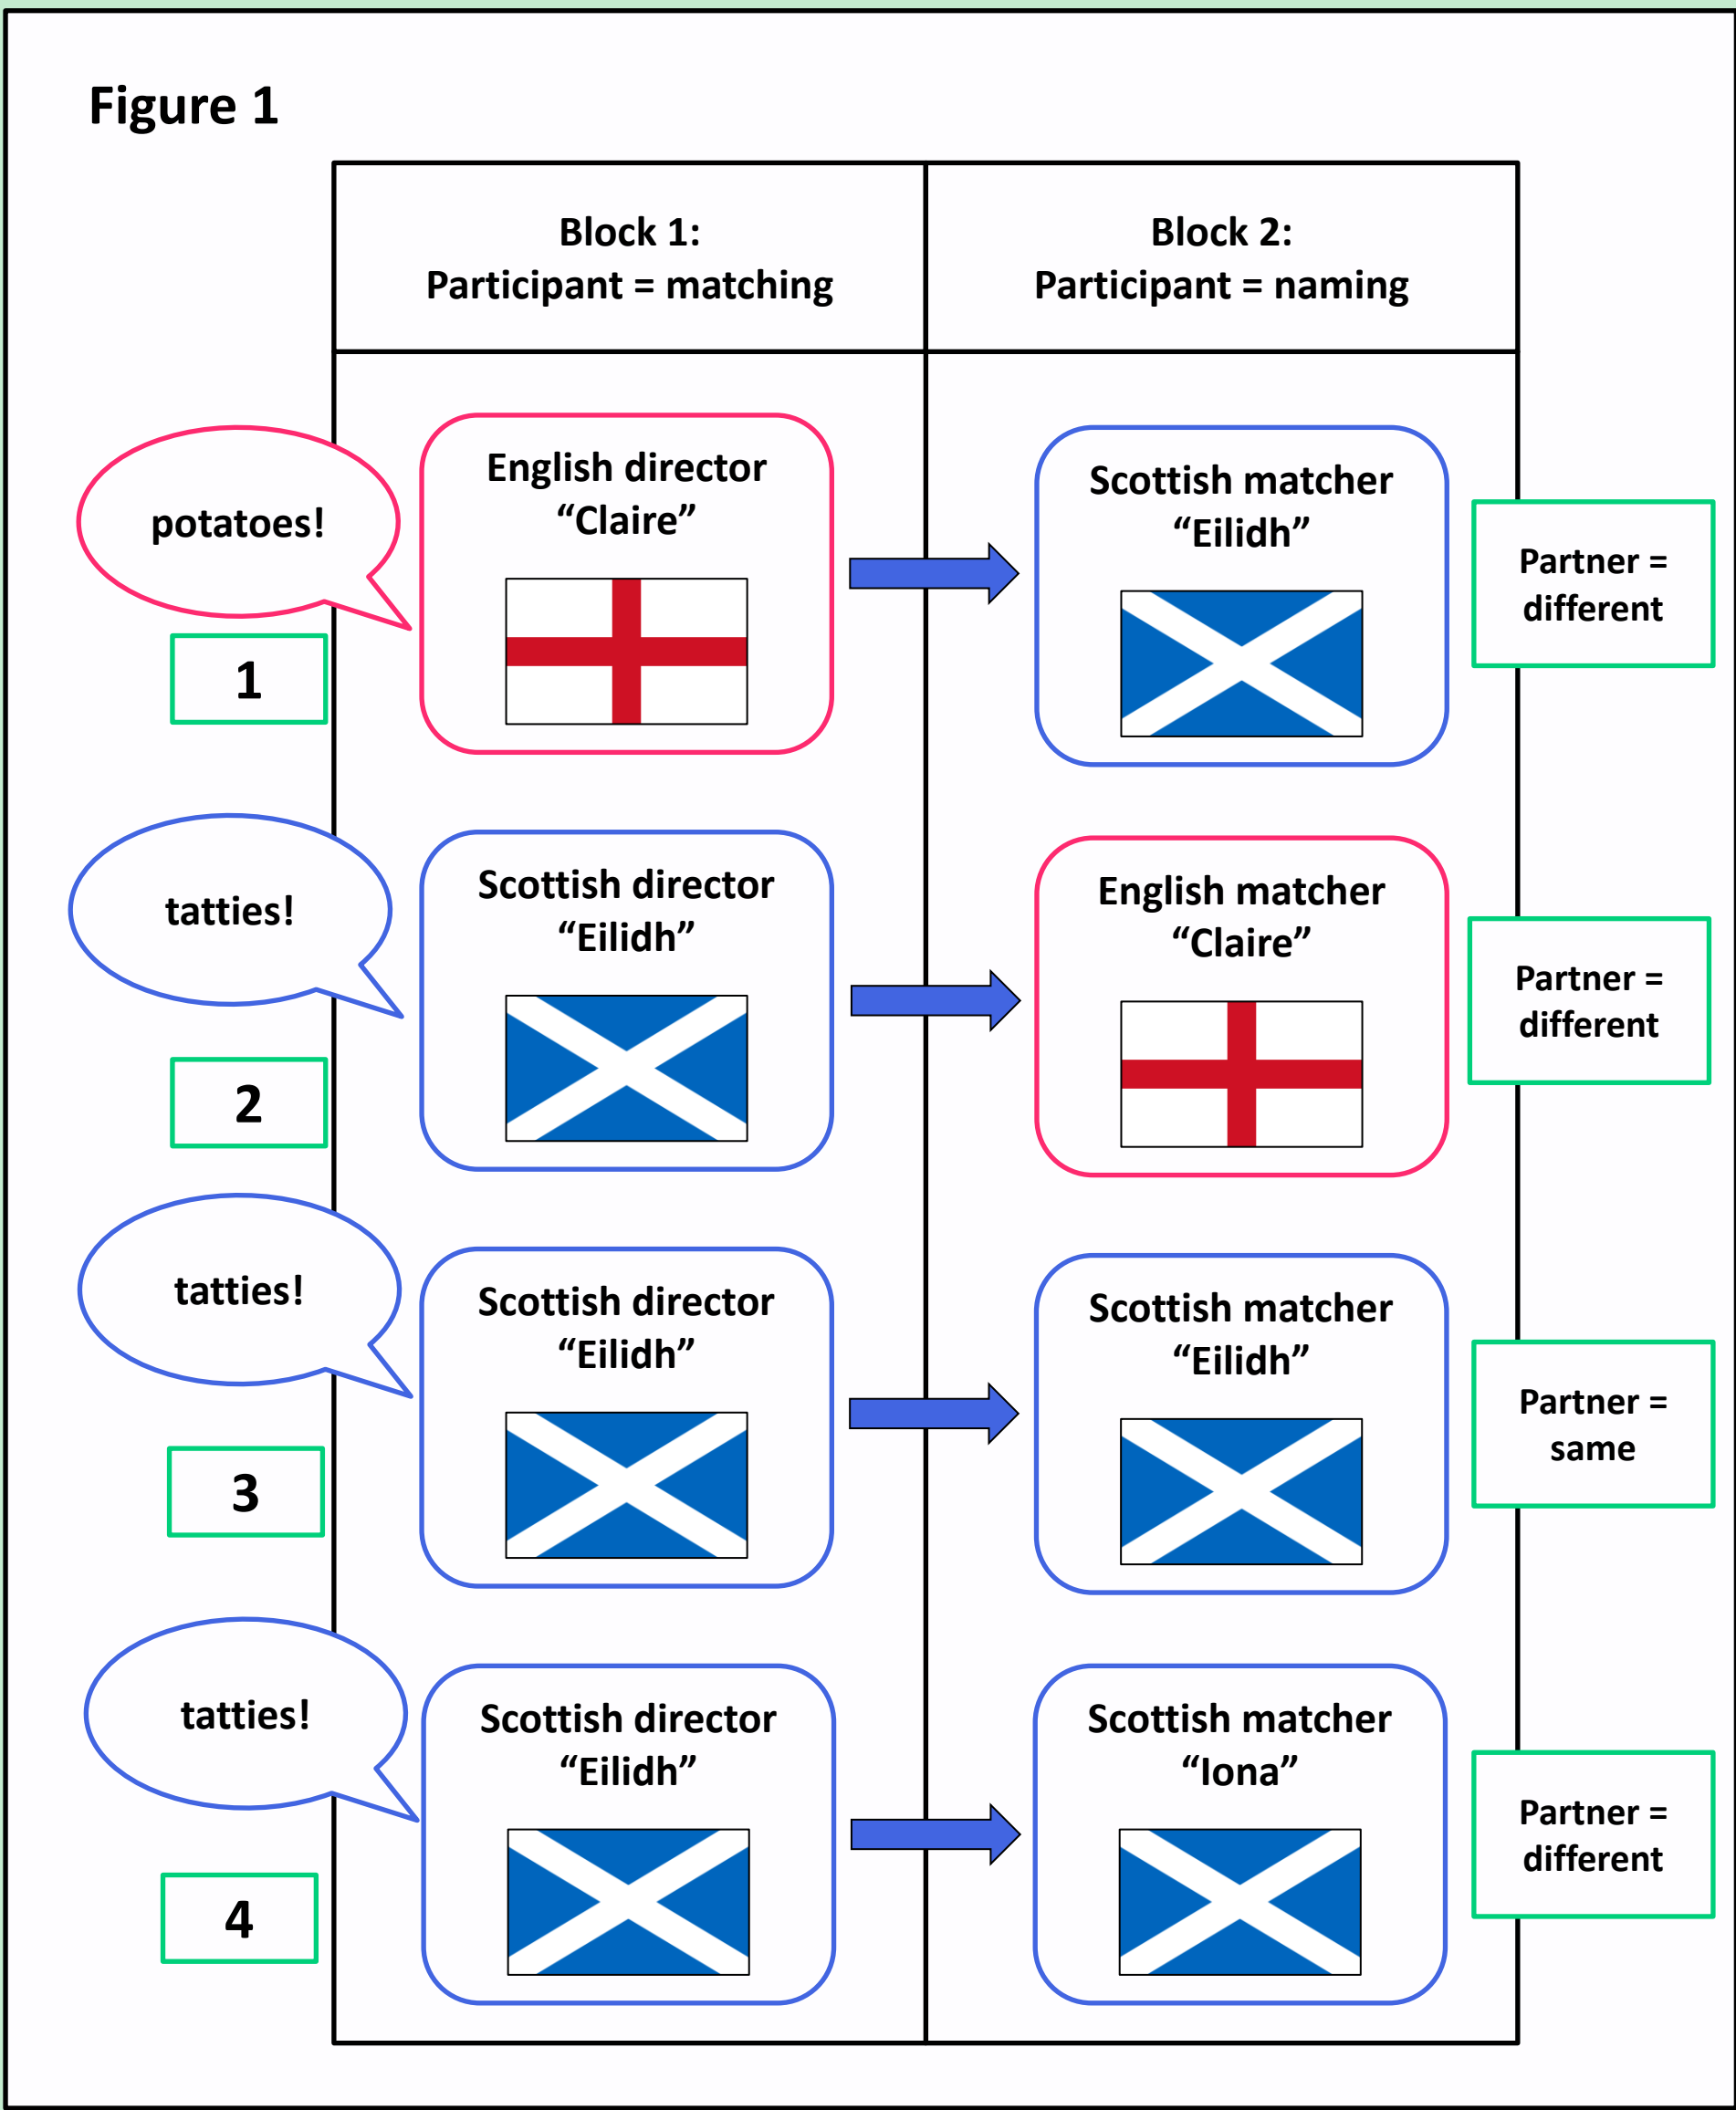 Figure 1
Block 1:
Participant = matching
Block 2:
Participant = naming
potatoes!
1
English director
“Claire”
Scottish matcher
“Eilidh”
Partner =
different
tatties!
2
Scottish director
“Eilidh”
English matcher
“Claire”
Partner =
different
tatties!
3
Scottish director
“Eilidh”
Scottish matcher
“Eilidh”
Partner =
same
tatties!
4
Scottish director
“Eilidh”
Scottish matcher
“Iona”
Partner =
different